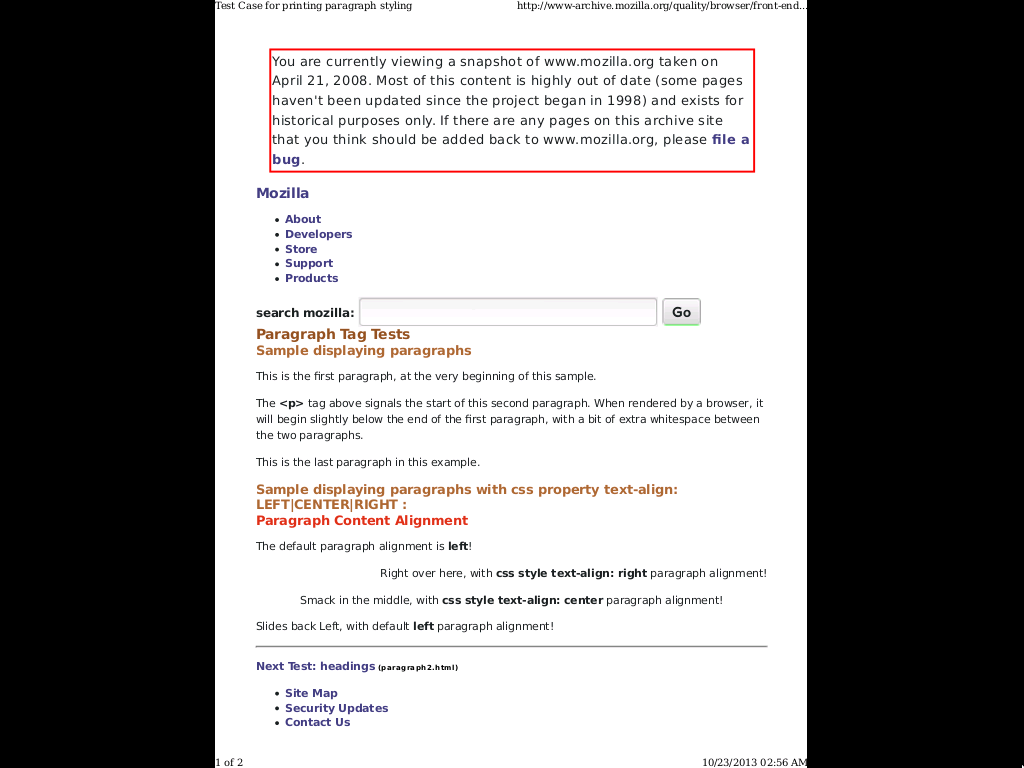 Test Case for printing paragraph styling http://www-archive.mozilla.org/quality/browser/front-end...
You are currently viewing a snapshot of www.mozilla.org taken on
April 21, 2008. Most of this content is highly out of date (some pages
haven't been updated since the project began in 1998) and exists for
historical purposes only. If there are any pages on this archive site
that you think should be added back to www.mozilla.org, please file a
bug.
Mozilla
• About
• Developers
• Store
• Support
• Products
search mozilla: Go
Paragraph Tag Tests
Sample displaying paragraphs
This is the first paragraph, at the very beginning of this sample.
The <p> tag above signals the start of this second paragraph. When rendered by a browser, it
will begin slightly below the end of the first paragraph, with a bit of extra whitespace between
the two paragraphs.
This is the last paragraph in this example.
Sample displaying paragraphs with css property text-align:
LEFT|CENTER|RIGHT :
Paragraph Content Alignment
The default paragraph alignment is left!
Right over here, with css style text-align: right paragraph alignment!
Smack in the middle, with css style text-align: center paragraph alignment!
Slides back Left, with default left paragraph alignment!
Next Test: headings (paragraph2.html)
• Site Map
• Security Updates
• Contact Us
1 of 2 10/23/2013 02:56 AM